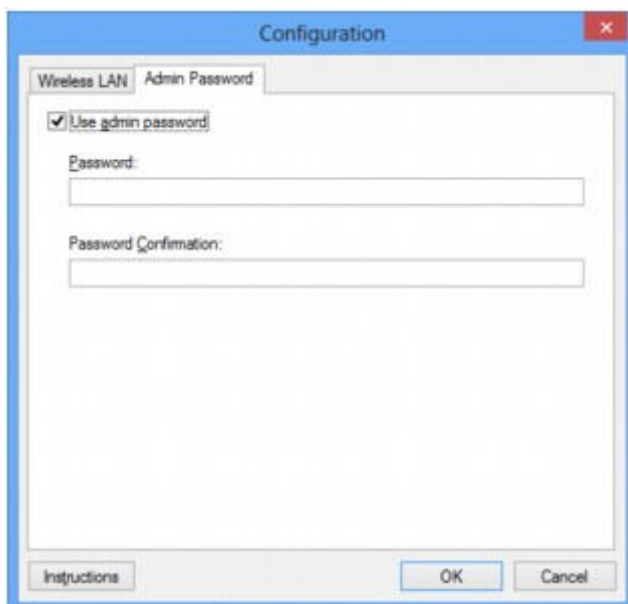 Configuration
Wireless LAN Admin Password
Use admin password
Password:
Password Confirmation:
Instructions OK Cancel